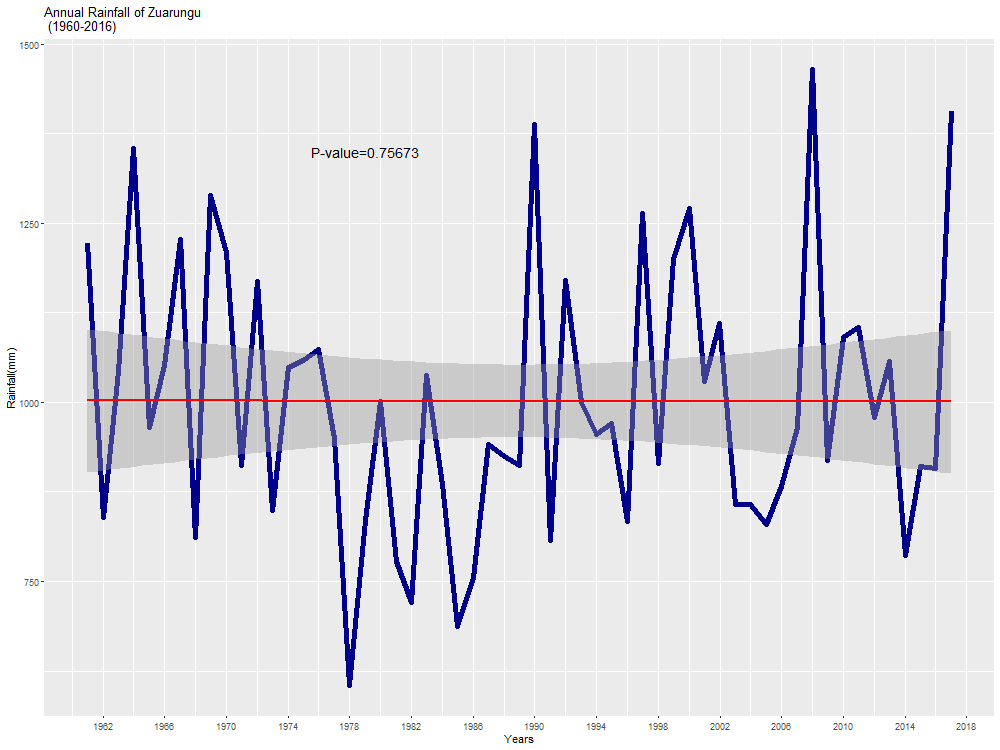 Annual Rainfall of Zuarungu
(1960-2016)
1500
P-value=0.75673
1250
1000
750
Rainfall(mm)
1962 1966 1970 1974 1978 1982 1986 1990 1994 1998 2002 2006 2010 2014 2018
Years